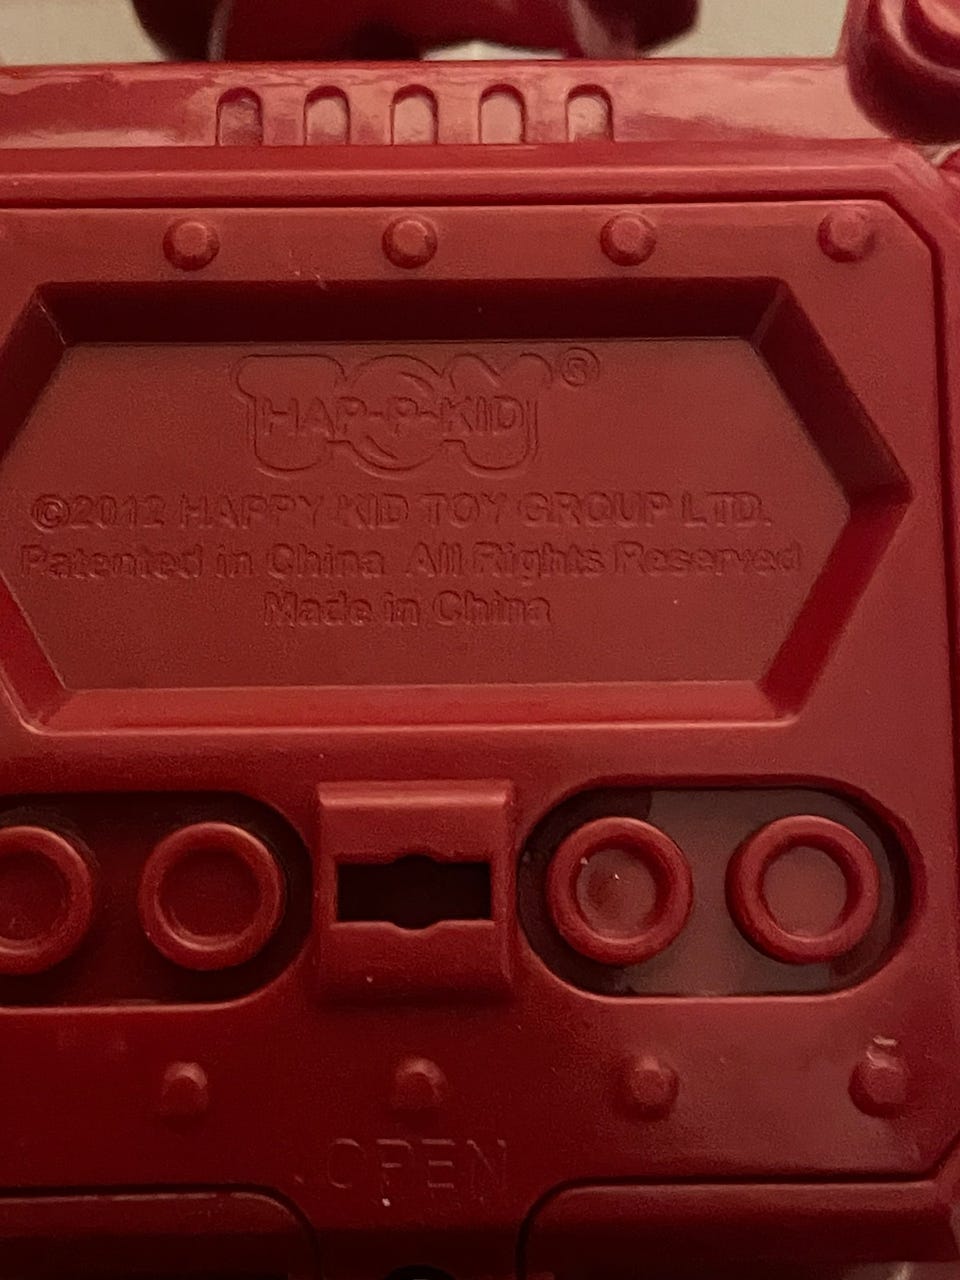 TOY®
HAP-P-KID
©2012 HAPPY KID TOY GROUP LTD.
Patented in China All Rights Reserved
Made in China
OPEN